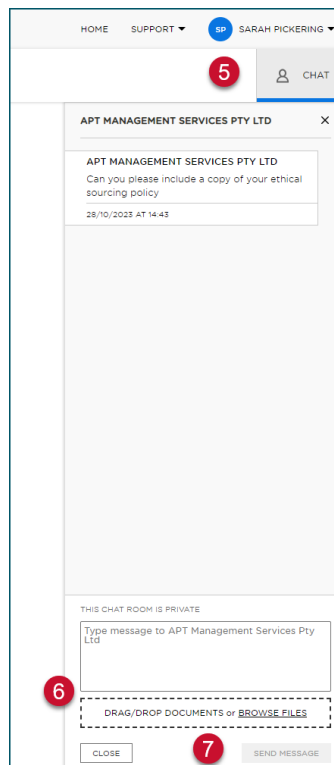 HOME SUPPORT SP SARAH PICKERING
5 CHAT
APT MANAGEMENT SERVICES PTY LTD X
APT MANAGEMENT SERVICES PTY LTD
Can you please include a copy of your ethical
sourcing policy
28/10/2023 AT 14:43
THIS CHAT ROOM IS PRIVATE
Type message to APT Management Services Pty
Ltd
6
DRAG/DROP DOCUMENTS or BROWSE FILES
CLOSE 7 SEND MESSAGE